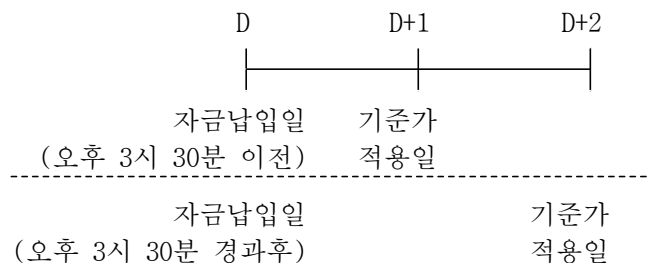 D D+1 D+2
자금납입일 기준가
(오후 3시 30분 이전) 적용일
자금납입일 기준가
(오후 3시 30분 경과후) 적용일